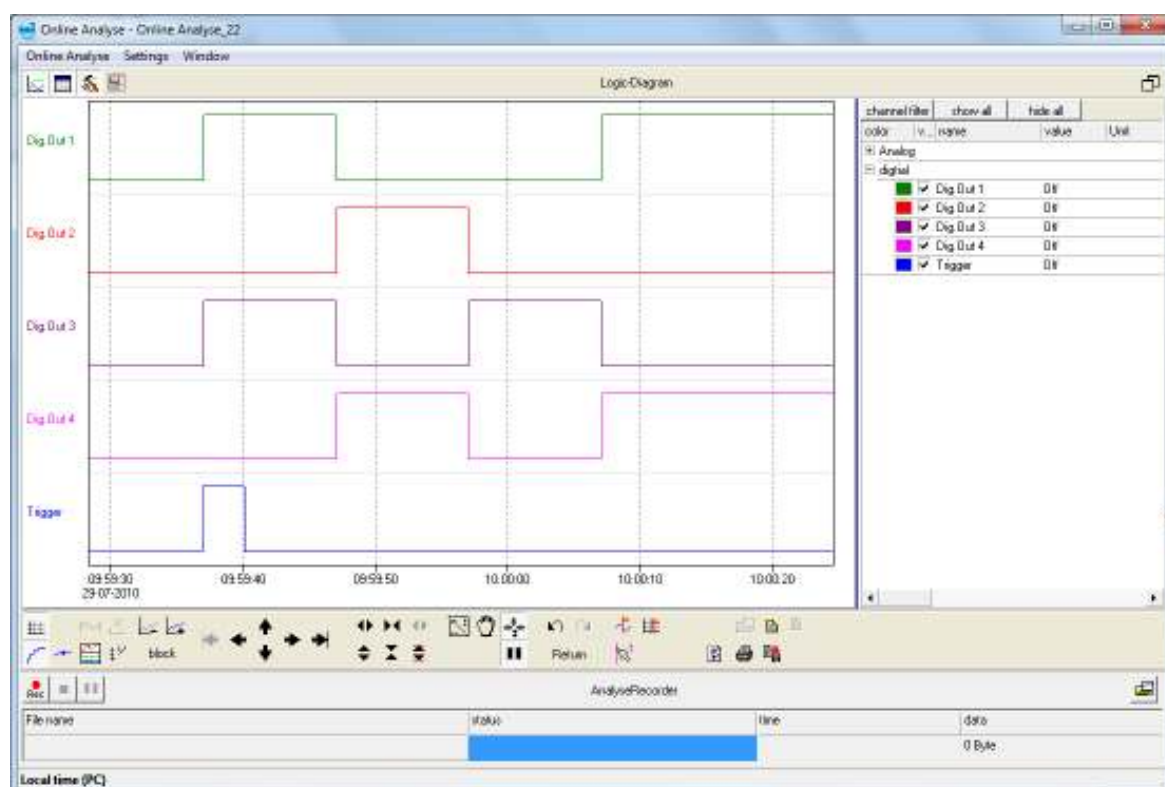 Online Analyse - Online Analyse_22
Online Analyse Settings Window
Logic-Diagram
channel filter show all hide all
color v... name value Unit
Analog
digtial
Dig.Out 1 Off
Dig.Out 2 Off
Dig.Out 3 Off
Dig.Out 4 Off
Trigger Off
Dig.Out 1
Dig.Out 2
Dig.Out 3
Dig.Out 4
Trigger
09:59:30 09:59:40 09:59:50 10:00:00 10:00:10 10:00:20
29-07-2010
block
Return
Rec
AnalyseRecorder
File name status time data
0 Byte
Local time (PC)